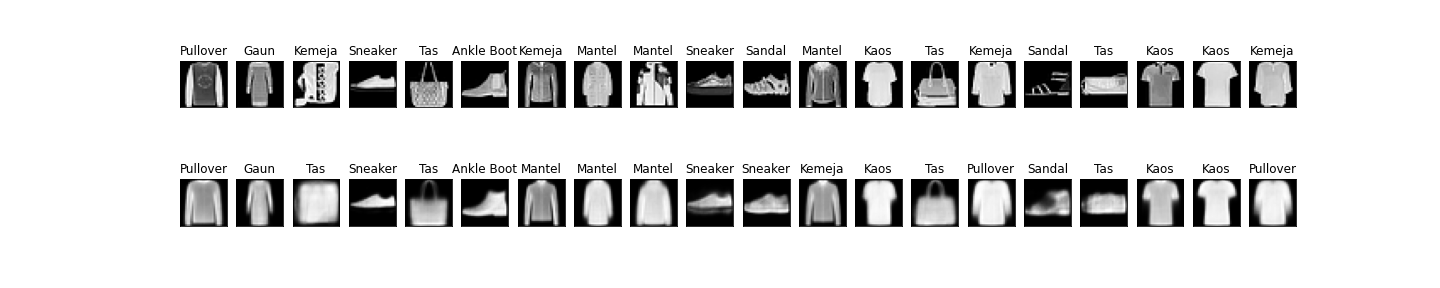 Pullover Gaun Kemeja Sneaker Tas Ankle Boot Kemeja Mantel Mantel Sneaker Sandal Mantel Kaos Tas Kemeja Sandal Tas Kaos Kaos Kemeja
Pullover Gaun Tas Sneaker Tas Ankle Boot Mantel Mantel Mantel Sneaker Sneaker Kemeja Kaos Tas Pullover Sandal Tas Kaos Kaos Pullover